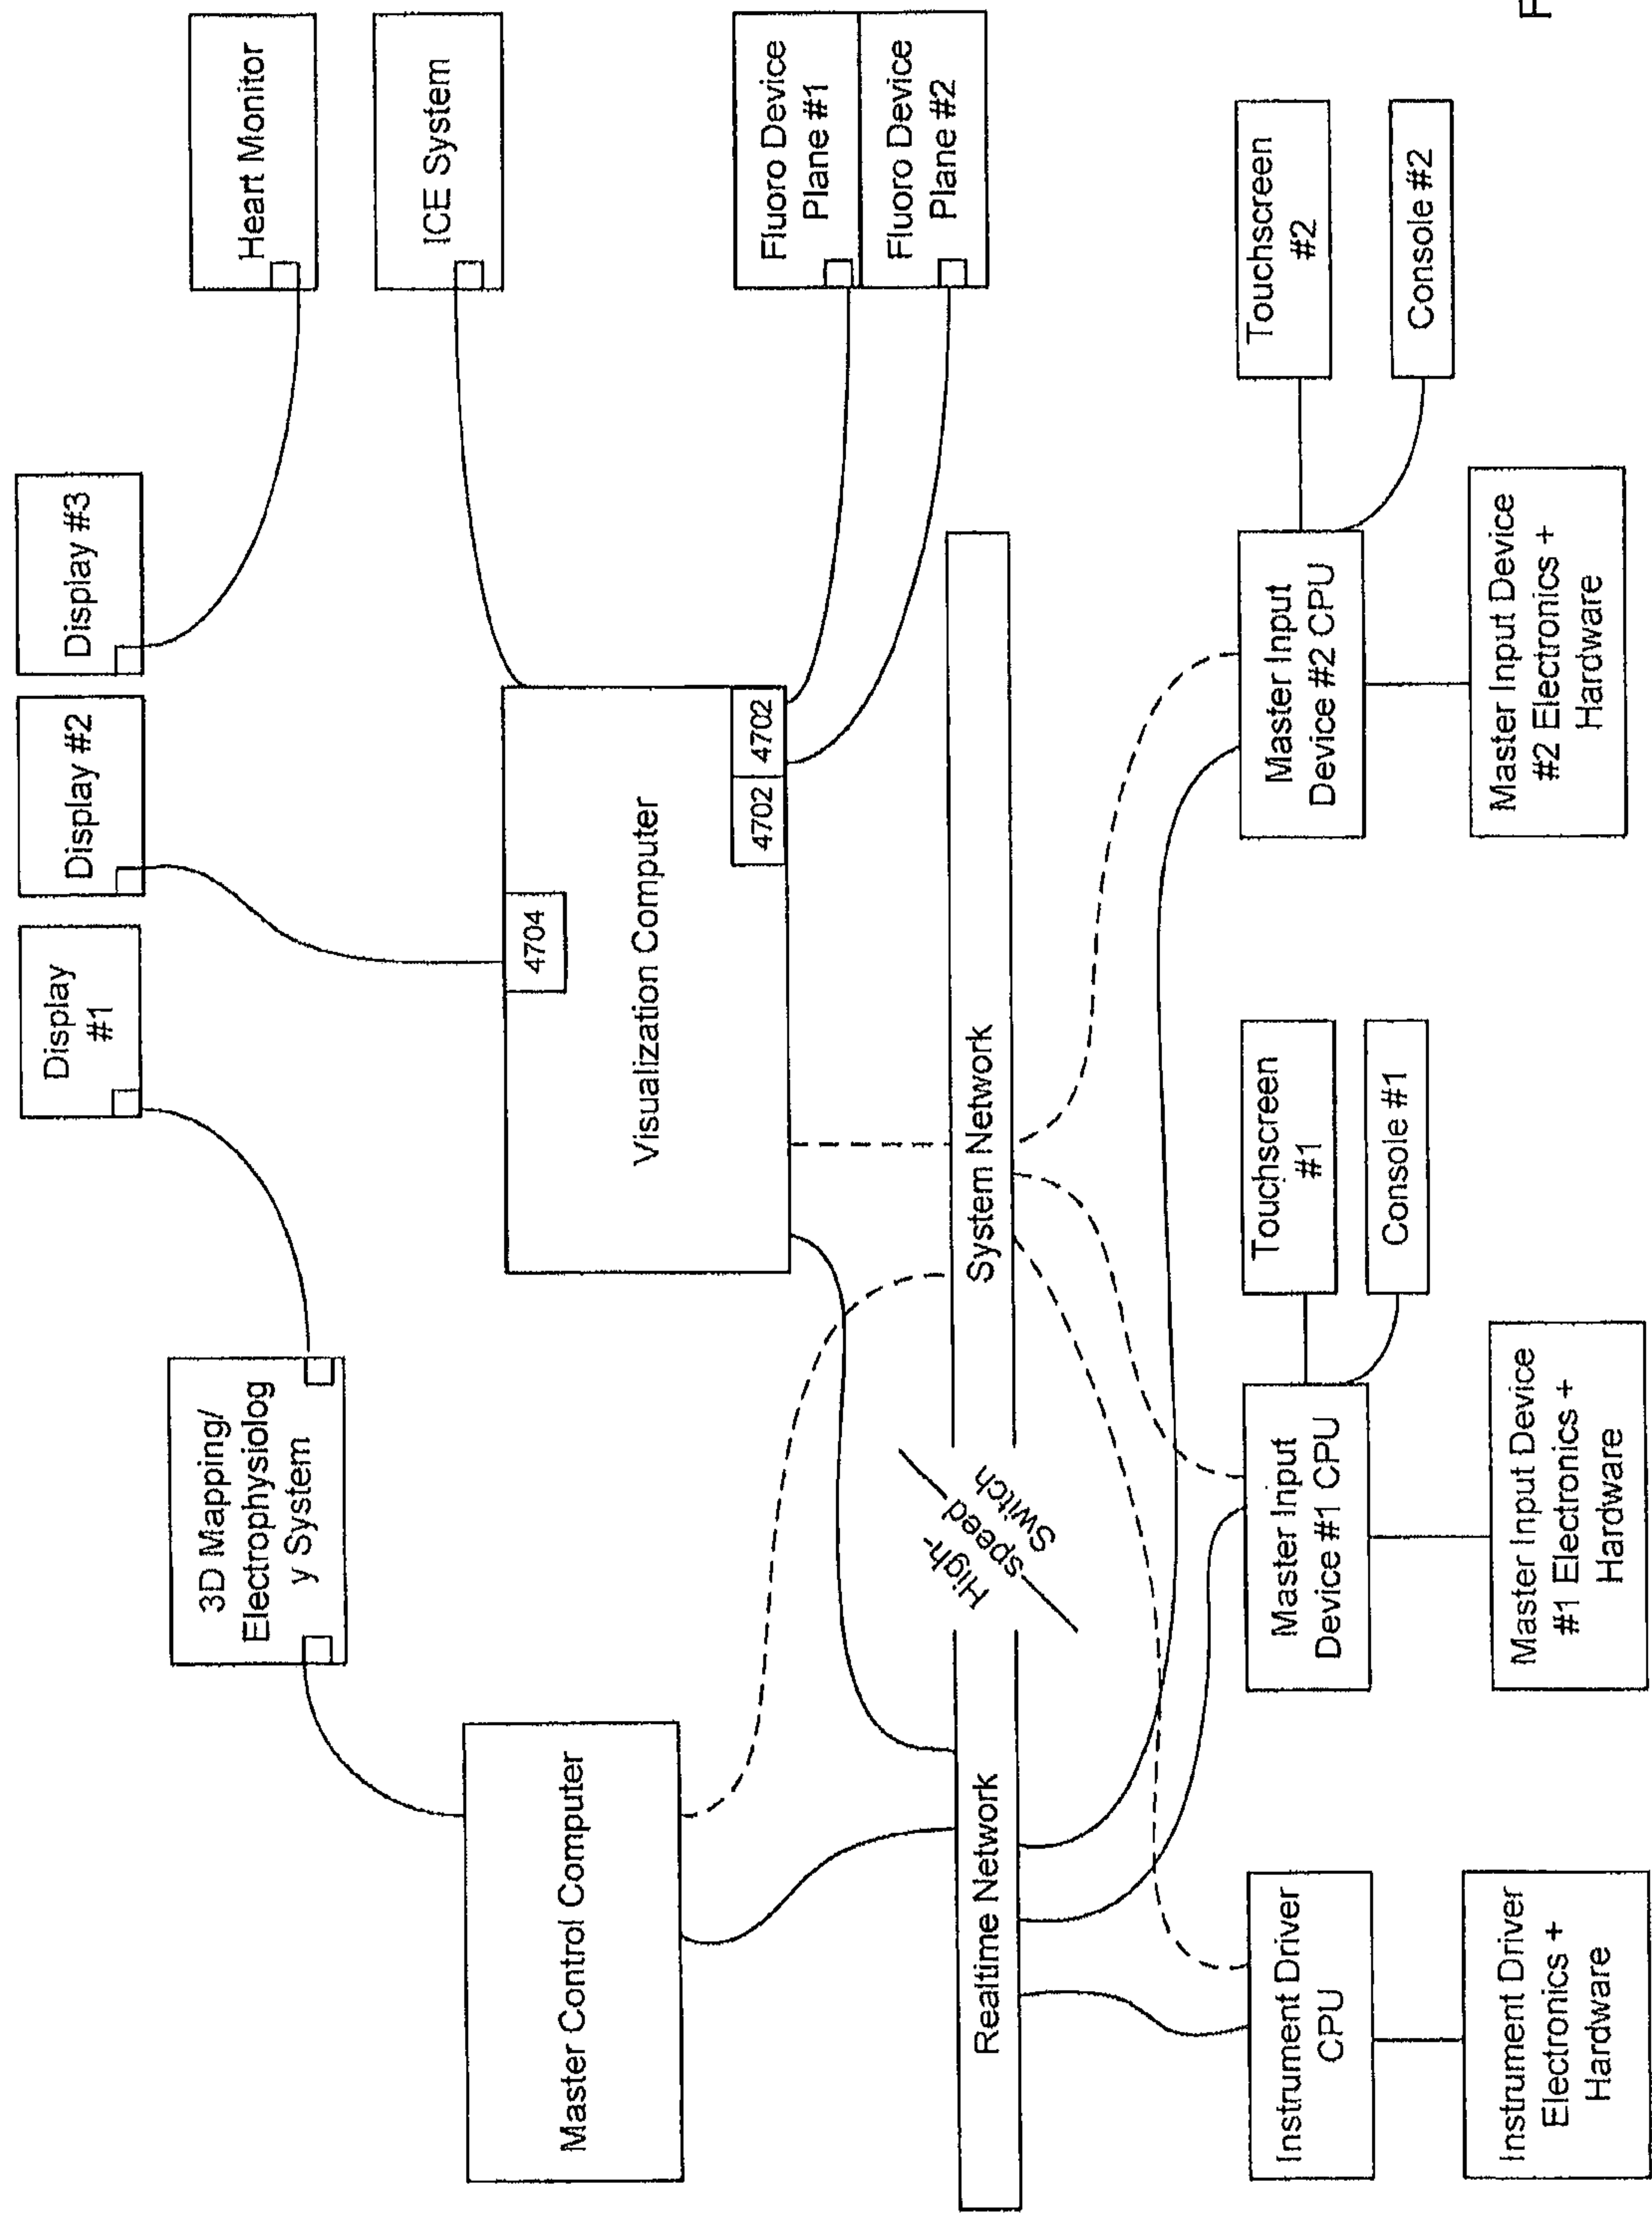 Display
#1
Display #2
Display #3
3D Mapping/
Electrophysiolog
y System
Heart Monitor
Master Control Computer
4704
Visualization Computer
4702
4702
ICE System
Fluoro Device
Plane #1
Fluoro Device
Plane #2
Realtime Network
High-
speed
Switch
System Network
Instrument Driver
CPU
Instrument Driver
Electronics +
Hardware
Master Input
Device #1 CPU
Touchscreen
#1
Console #1
Master Input Device
#1 Electronics +
Hardware
Master Input
Device #2 CPU
Touchscreen
#2
Console #2
Master Input Device
#2 Electronics +
Hardware